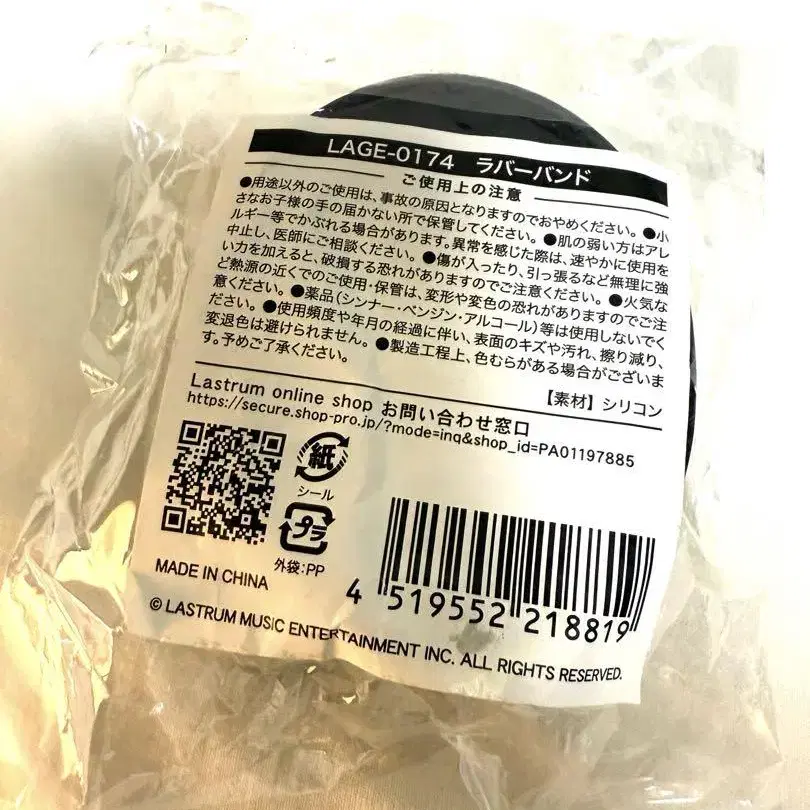 LAGE-0174 ラバーバンド
ご使用上の注意
●用途以外のご使用は、事故の原因となりますのでおやめください。●小
さなお子様の手の届かない所で保管してください。●肌の弱い方はアレ
ルギー等でかぶれる場合があります。異常を感じた際は、速やかに使用を
中止し、医師にご相談ください。●傷が入ったり、引っ張るなど無理に強
い力を加えると、破損する恐れがありますのでご注意ください。●火気な
ど熱源の近くでのご使用・保管は、変形や変色の恐れがありますのでご注
意ください。●薬品(シンナー・ベンジン・アルコール)等は使用しないでく
ださい。●使用頻度や年月の経過に伴い、表面のキズや汚れ、擦り減り、
変退色は避けられません。●製造工程上、色むらがある場合がございま
す。予めご了承ください。
【素材】シリコン
Lastrum online shop お問い合わせ窓口
https://secure.shop-pro.jp/?mode=inq&shop_id=PA01197885
紙
シール
プラ
外袋:PP
MADE IN CHINA
4 519552 218819
© LASTRUM MUSIC ENTERTAINMENT INC. ALL RIGHTS RESERVED.